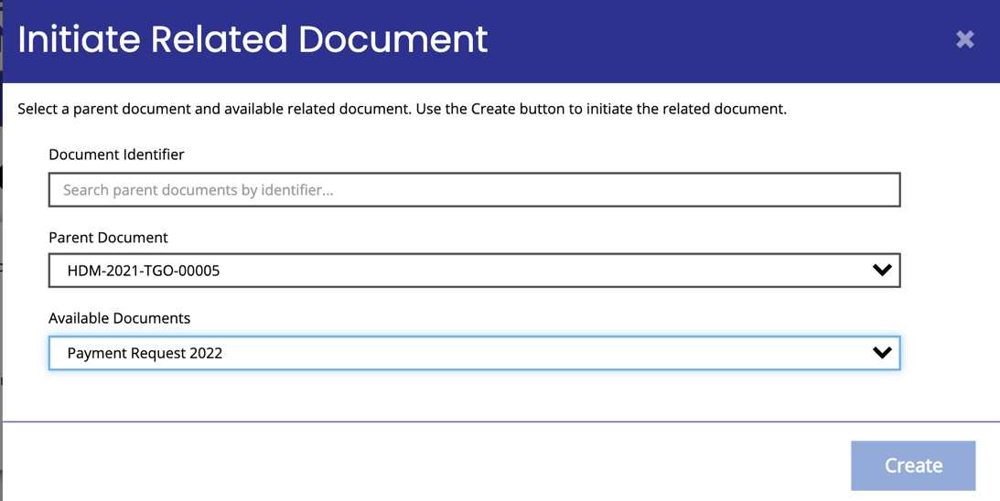 Initiate Related Document
Select a parent document and available related document. Use the Create button to initiate the related document.
Document Identifier
Search parent documents by identifier...
Parent Document
HDM-2021-TGO-00005
Available Documents
Payment Request 2022
Create